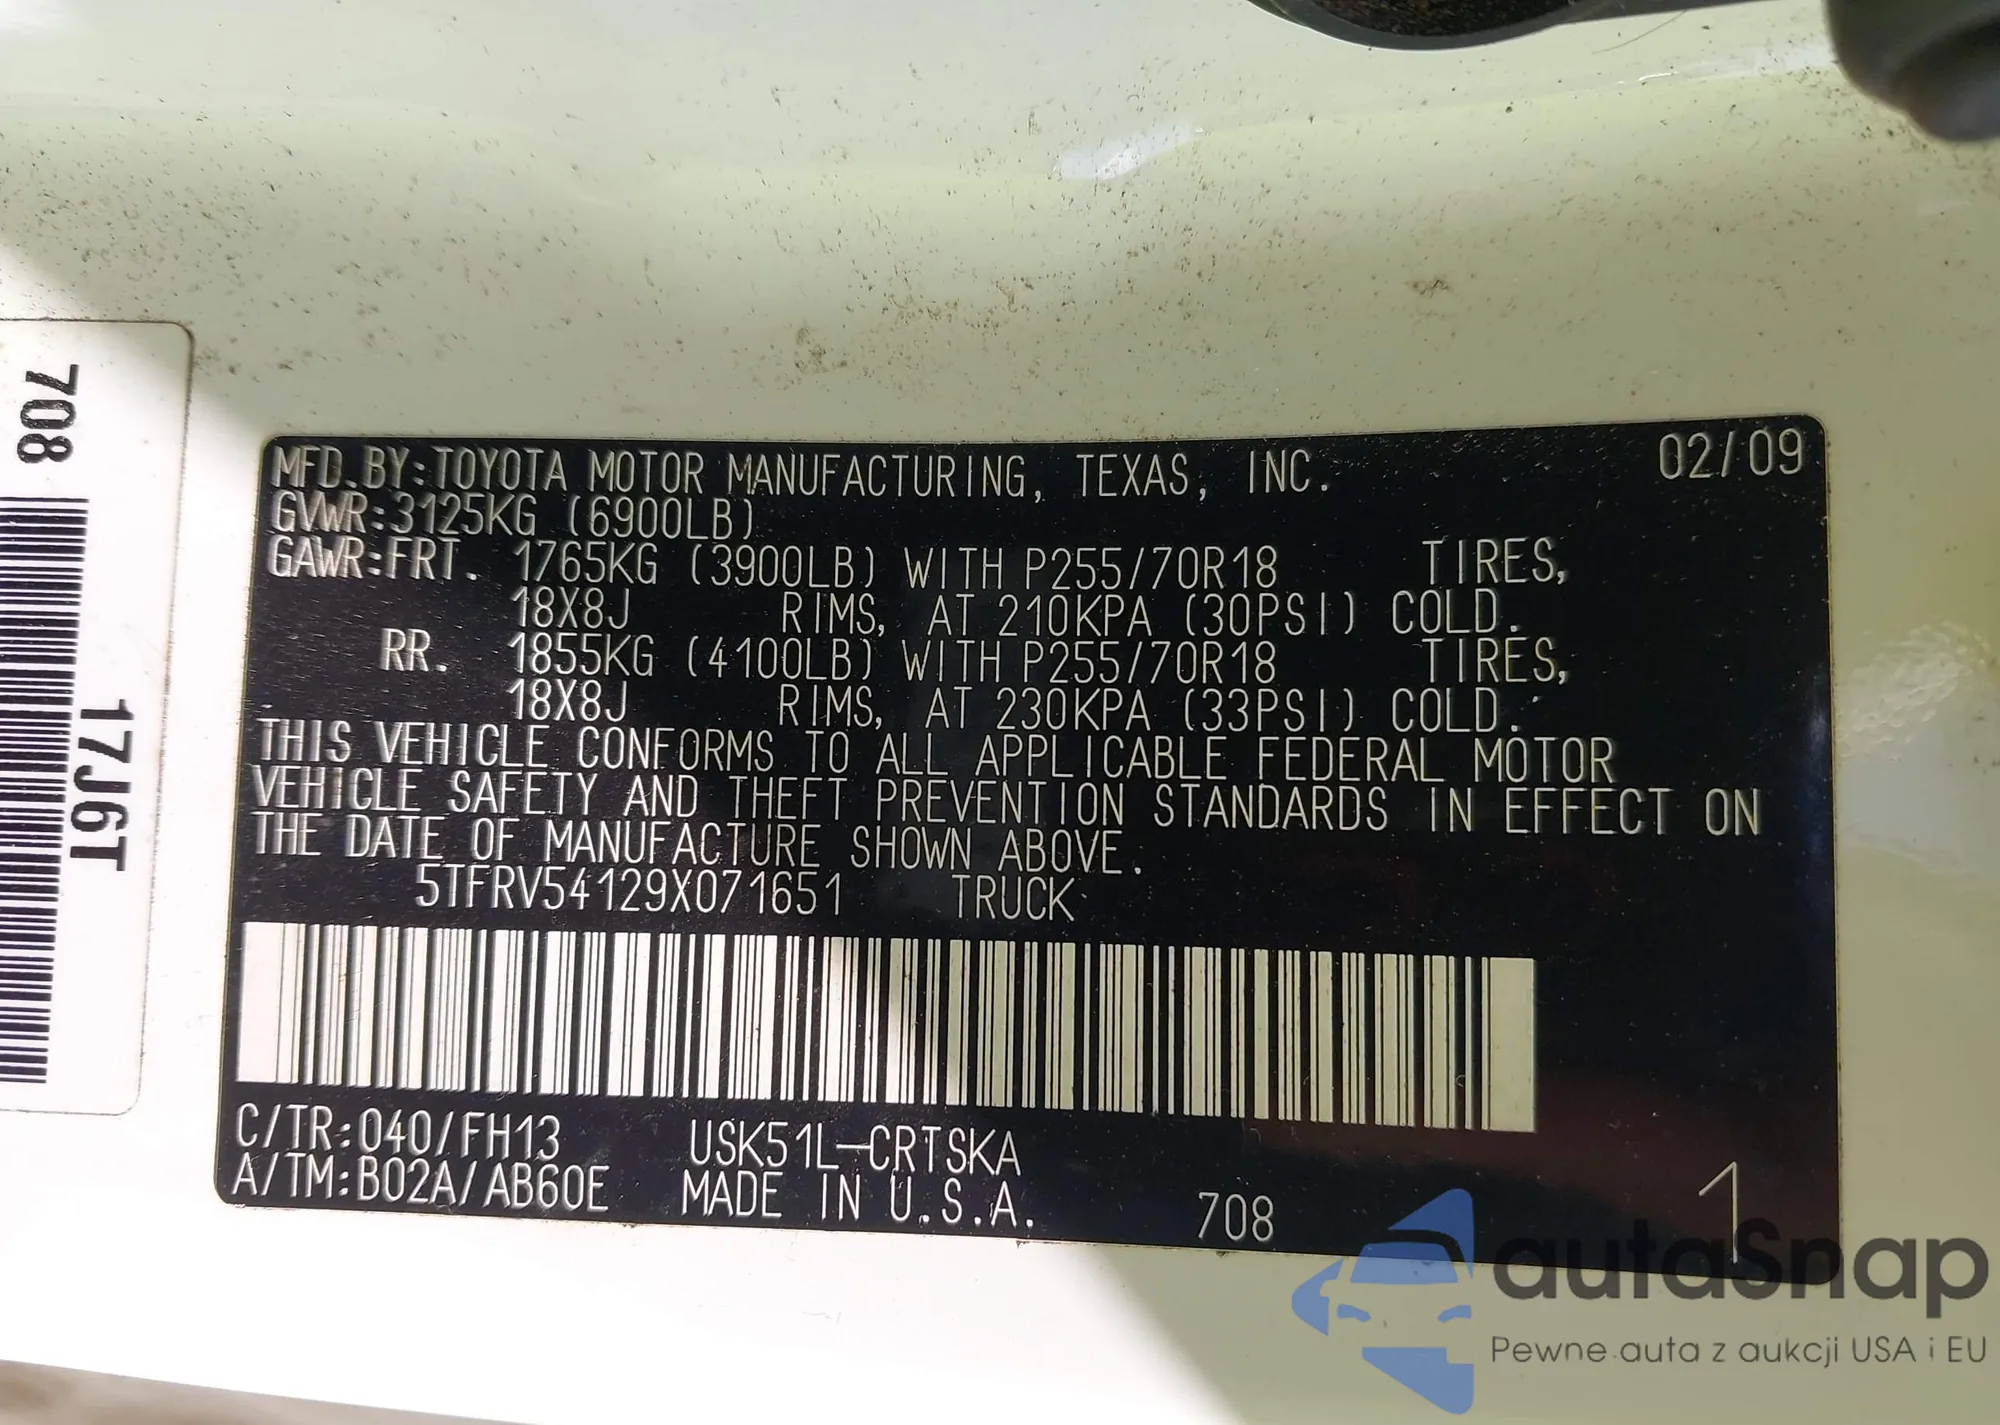 708
17J6T
MFD.BY:TOYOTA MOTOR MANUFACTURING, TEXAS, INC. 02/09
GVWR:3125KG (6900LB)
GAWR:FRT. 1765KG (3900LB) WITH P255/70R18 TIRES,
18X8J RIMS, AT 210KPA (30PSI) COLD.
RR. 1855KG (4100LB) WITH P255/70R18 TIRES,
18X8J RIMS, AT 230KPA (33PSI) COLD.
THIS VEHICLE CONFORMS TO ALL APPLICABLE FEDERAL MOTOR
VEHICLE SAFETY AND THEFT PREVENTION STANDARDS IN EFFECT ON
THE DATE OF MANUFACTURE SHOWN ABOVE.
5TFRV54129X071651 TRUCK
C/TR:040/FH13 USK51L-CRTSKA
A/TM:B02A/AB60E MADE IN U.S.A. 708 1
autaSnap
Pewne auta z aukcji USA i EU